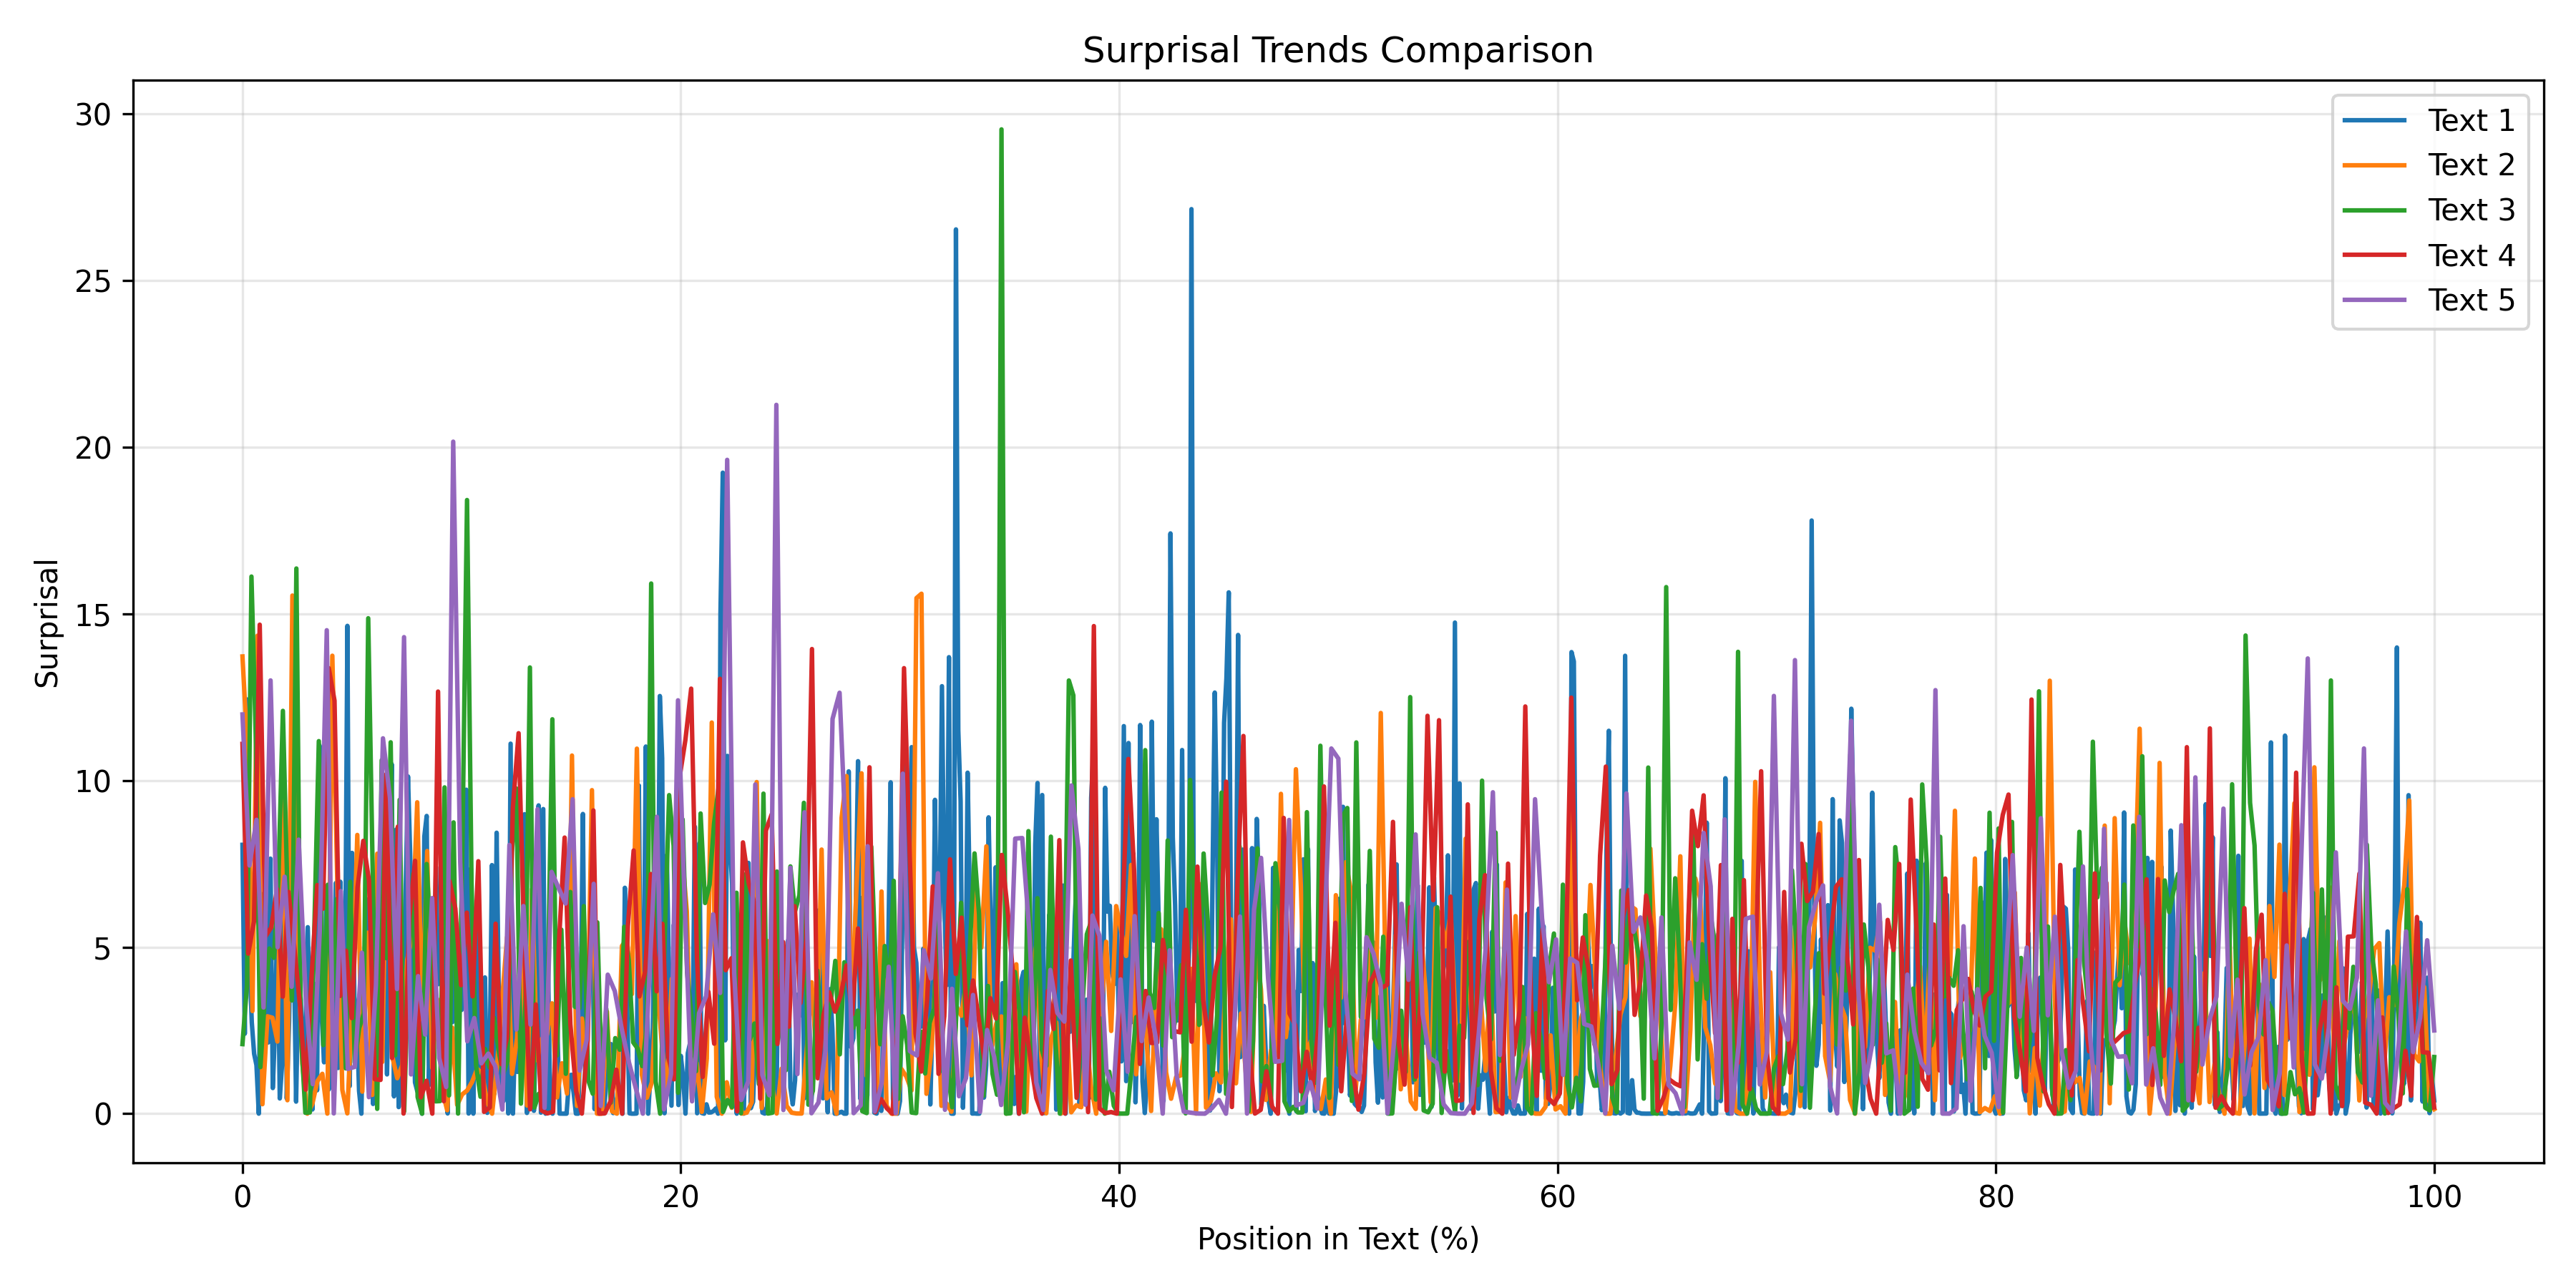 Surprisal Trends Comparison
30
25
20
15
10
5
0
Surprisal
0 20 40 60 80 100
Position in Text (%)
Text 1
Text 2
Text 3
Text 4
Text 5